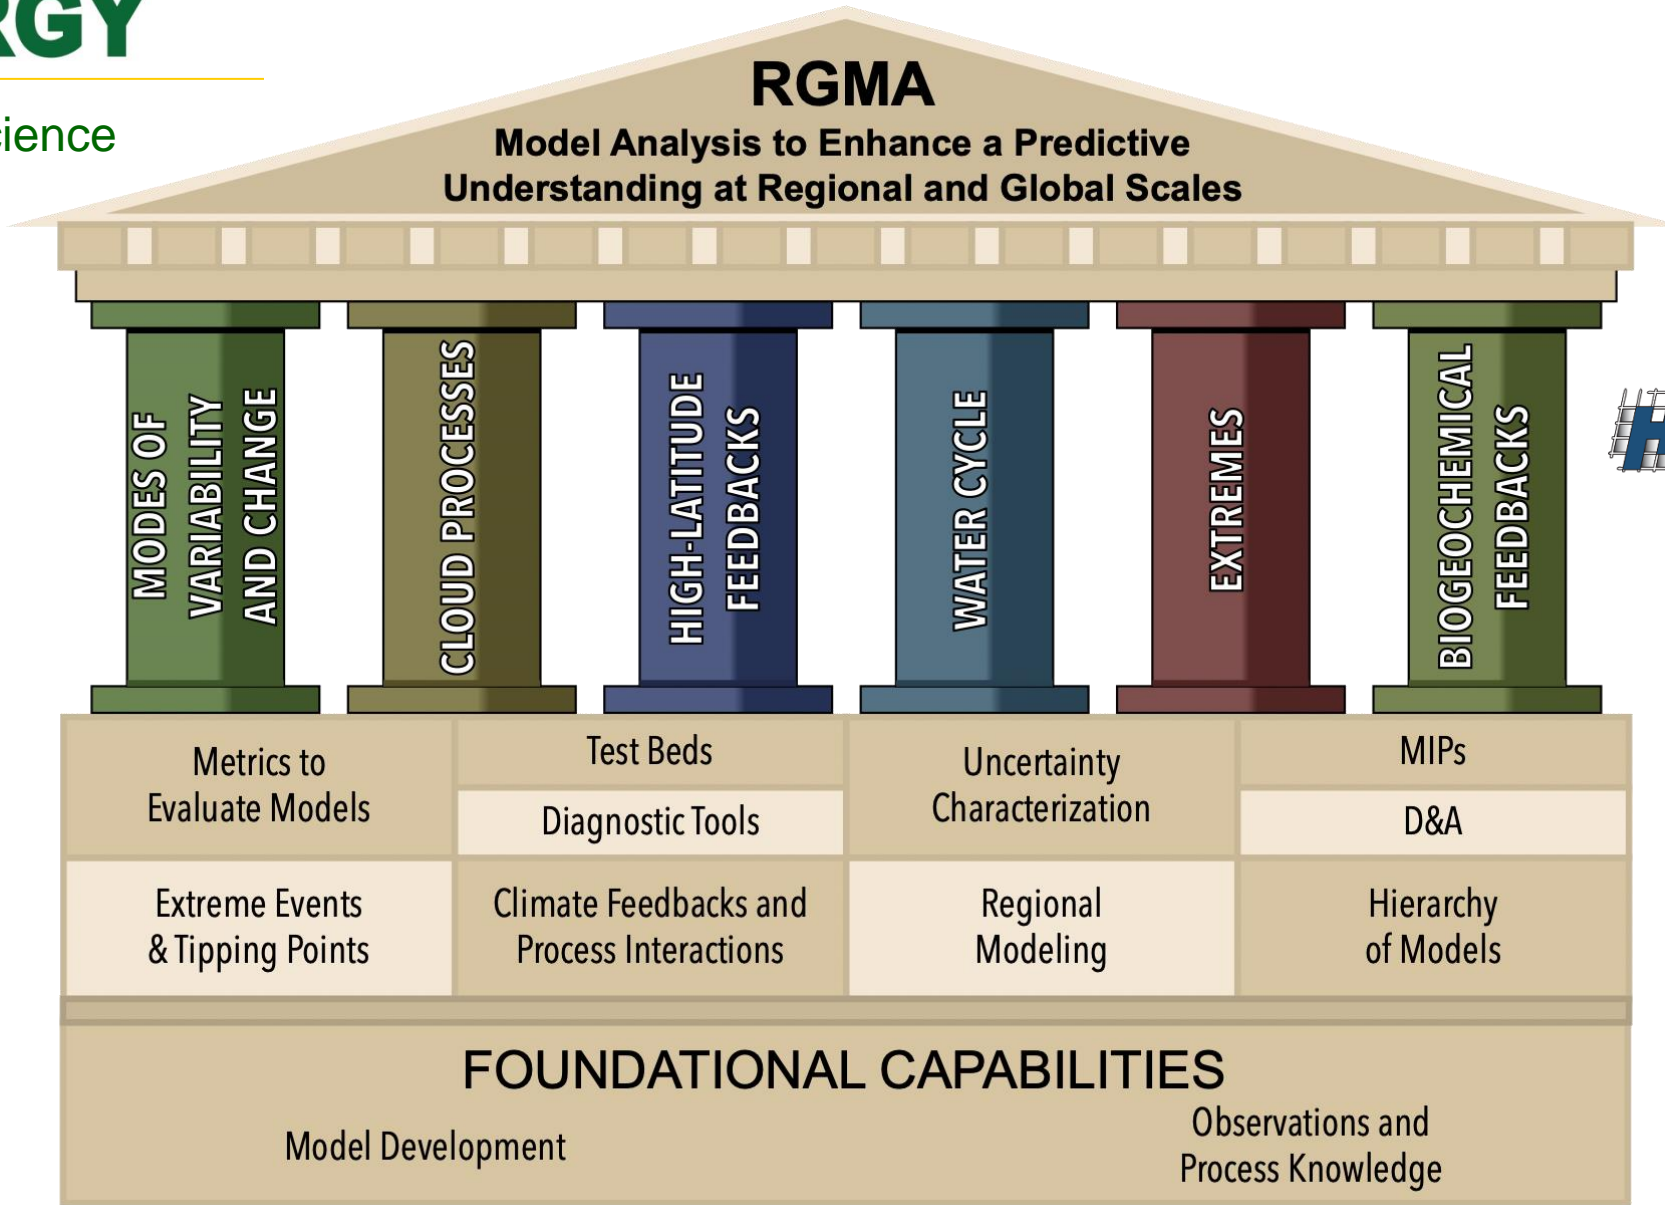 RGY
cience
RGMA
Model Analysis to Enhance a Predictive
Understanding at Regional and Global Scales
MODES OF
VARIABILITY
AND CHANGE
CLOUD PROCESSES
HIGH-LATITUDE
FEEDBACKS
WATER CYCLE
EXTREMES
BIOGEOCHEMICAL
FEEDBACKS
H
Metrics to
Evaluate Models
Test Beds
Diagnostic Tools
Uncertainty
Characterization
MIPs
D&A
Extreme Events
& Tipping Points
Climate Feedbacks and
Process Interactions
Regional
Modeling
Hierarchy
of Models
FOUNDATIONAL CAPABILITIES
Model Development
Observations and
Process Knowledge